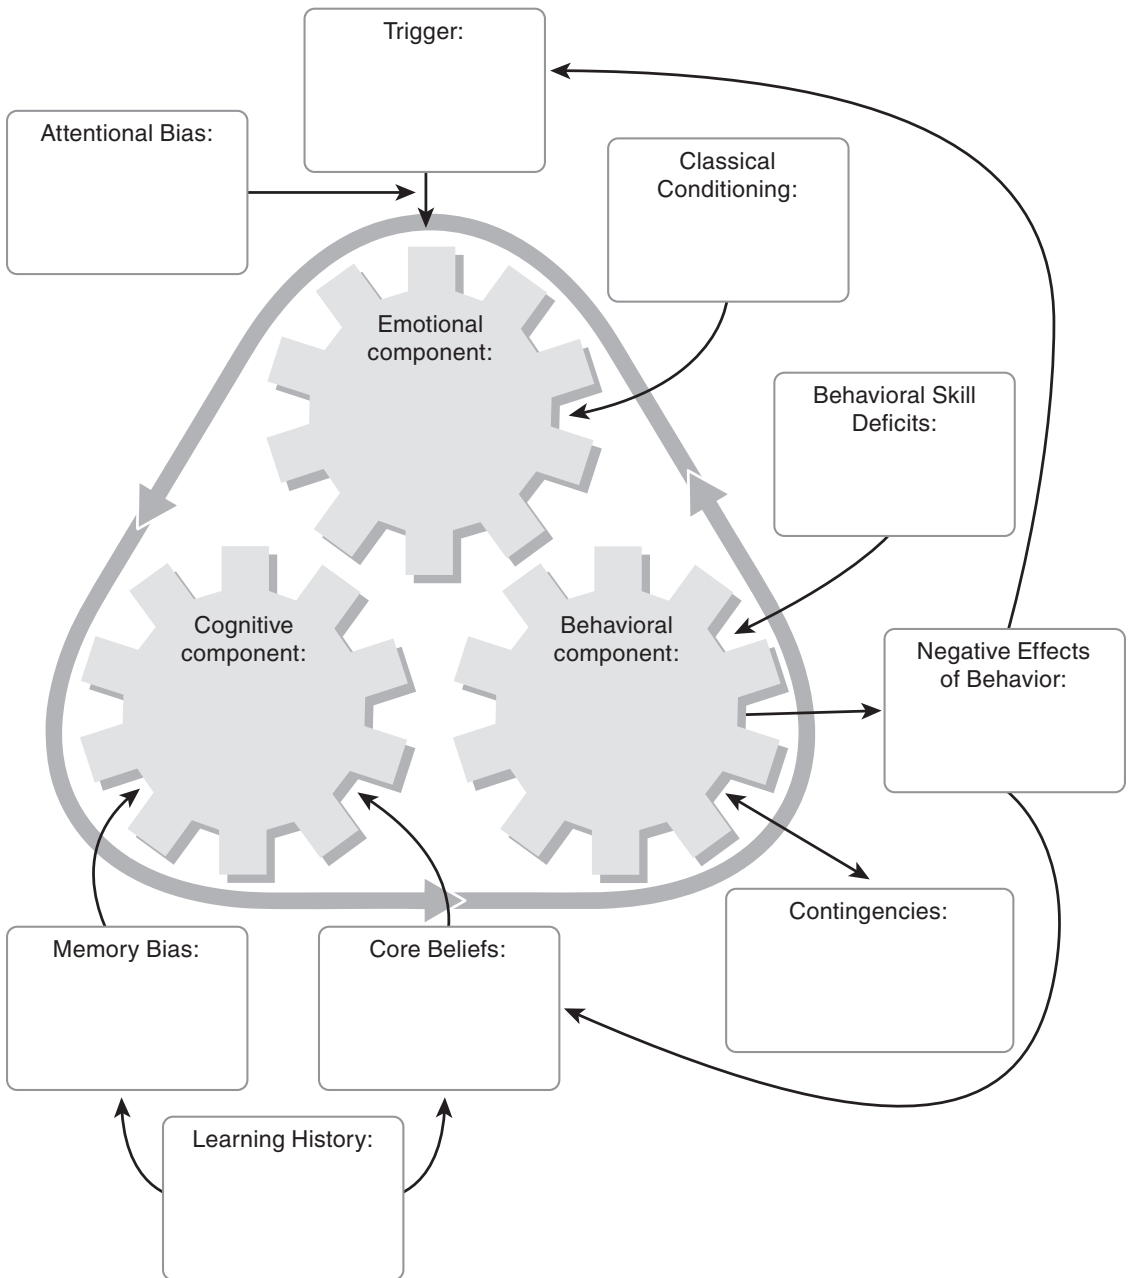 Trigger:
Attentional Bias:
Classical
Conditioning:
Emotional
component:
Behavioral Skill
Deficits:
Cognitive
component:
Behavioral
component:
Negative Effects
of Behavior:
Contingencies:
Memory Bias:
Core Beliefs:
Learning History: